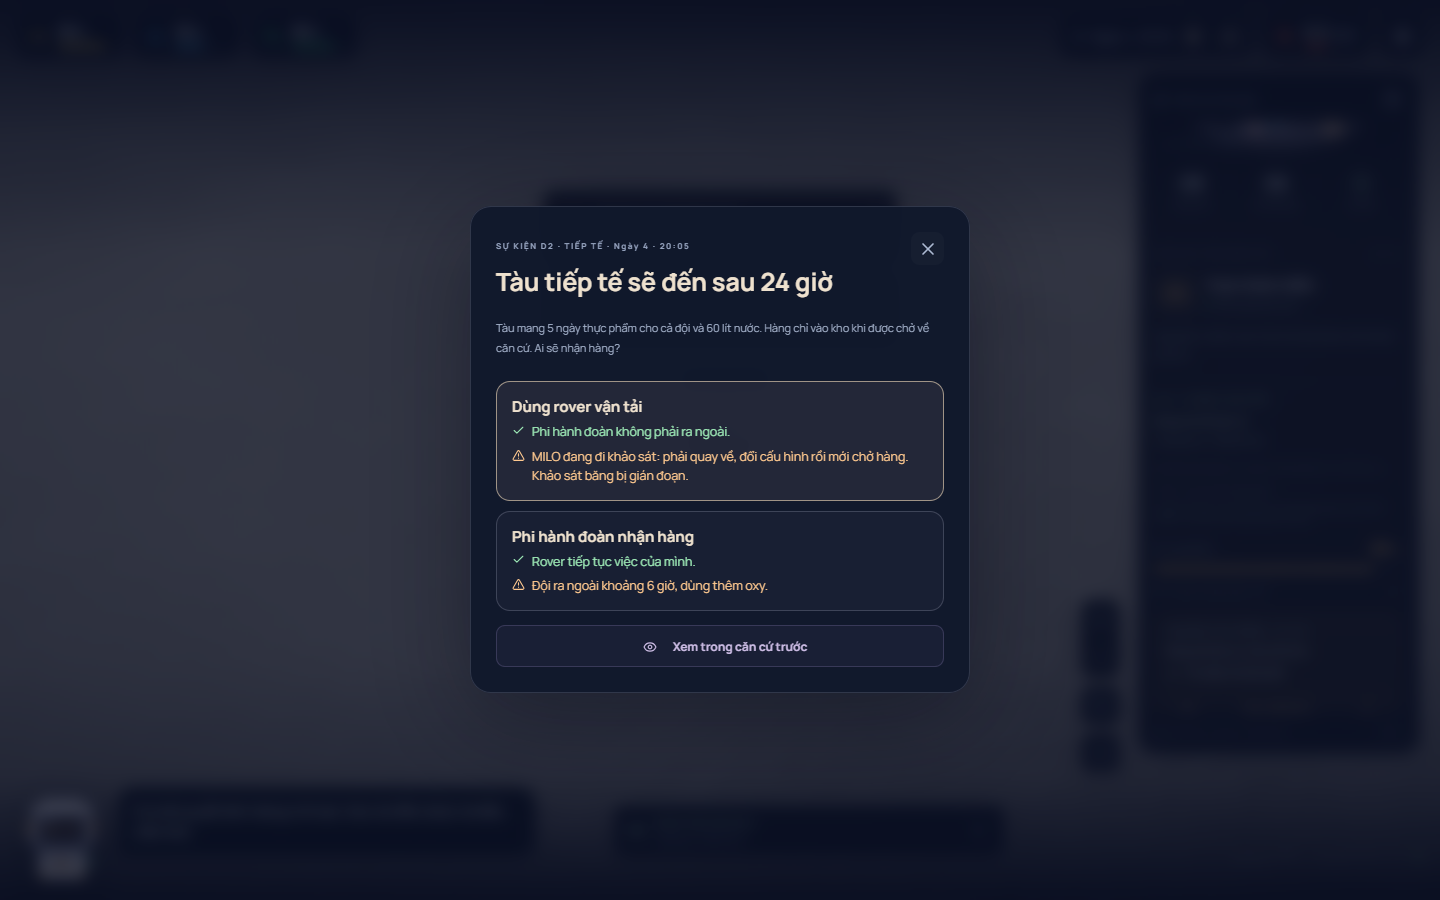 SỰ KIỆN D2 · TIẾP TẾ · Ngày 4 · 20:05
Tàu tiếp tế sẽ đến sau 24 giờ
Tàu mang 5 ngày thực phẩm cho cả đội và 60 lít nước. Hàng chỉ vào kho khi được chở về
căn cứ. Ai sẽ nhận hàng?
Dùng rover vận tải
Phi hành đoàn không phải ra ngoài.
MILO đang đi khảo sát: phải quay về, đổi cấu hình rồi mới chở hàng.
Khảo sát băng bị gián đoạn.
Phi hành đoàn nhận hàng
Rover tiếp tục việc của mình.
Đội ra ngoài khoảng 6 giờ, dùng thêm oxy.
Xem trong căn cứ trước